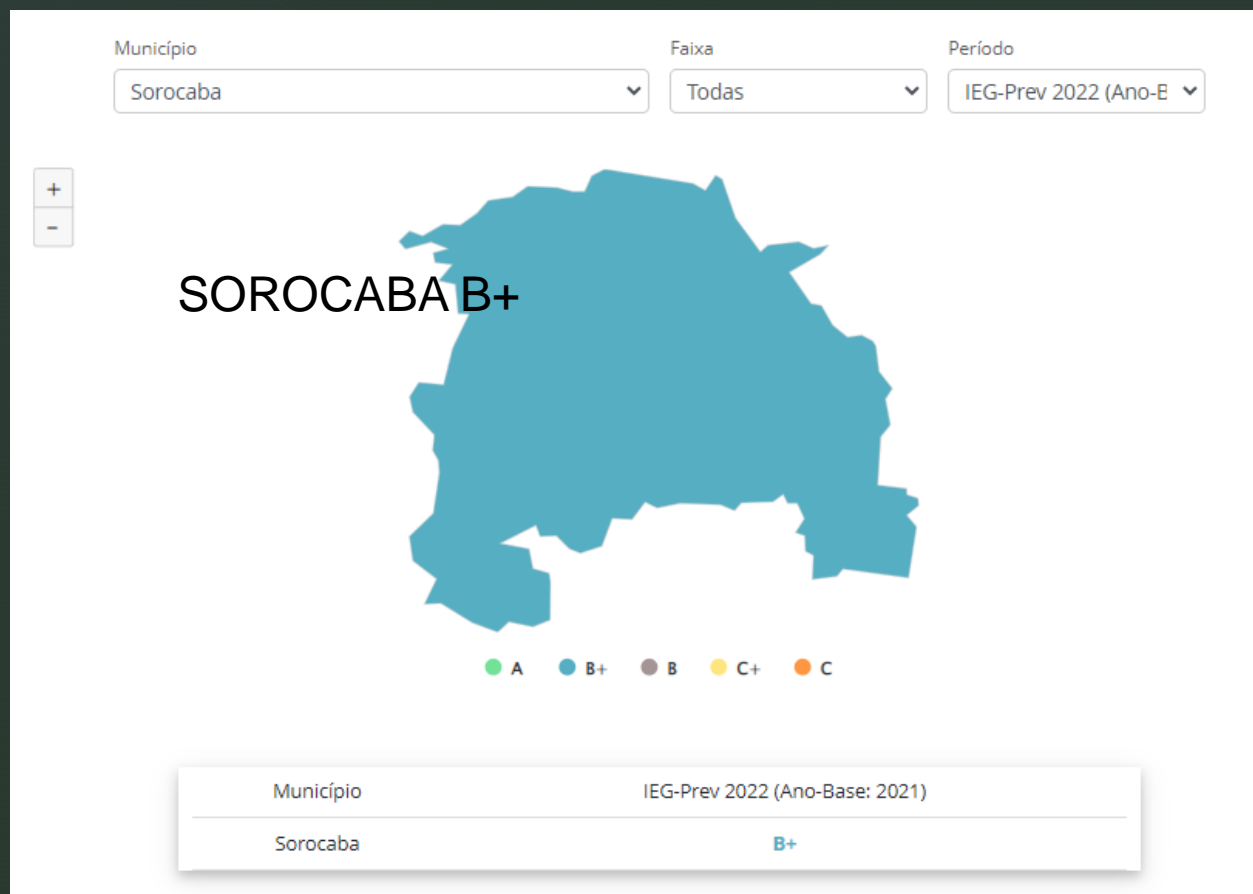 Município Faixa Período
Sorocaba Todas IEG-Prev 2022 (Ano-B
+
-
SOROCABA B+
A B+ B C+ C
Município IEG-Prev 2022 (Ano-Base: 2021)
Sorocaba B+